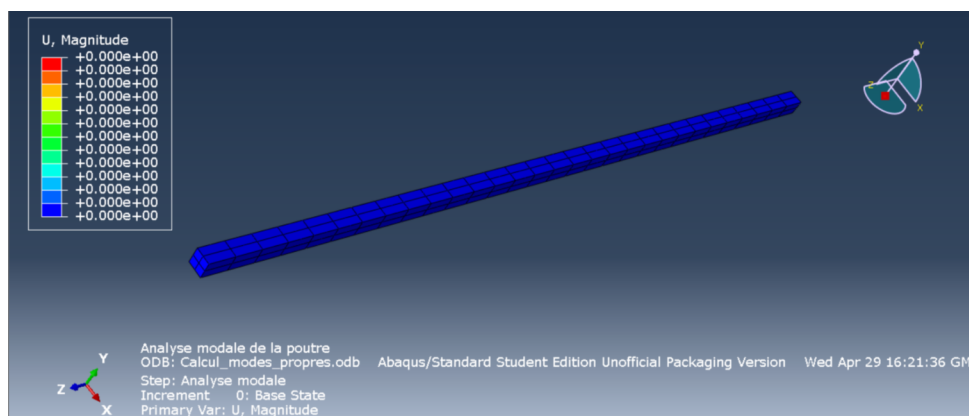 U, Magnitude
+0.000e+00
+0.000e+00
+0.000e+00
+0.000e+00
+0.000e+00
+0.000e+00
+0.000e+00
+0.000e+00
+0.000e+00
+0.000e+00
+0.000e+00
+0.000e+00
+0.000e+00
Y
Z
X
Analyse modale de la poutre
ODB: Calcul_modes_propres.odb Abaqus/Standard Student Edition Unofficial Packaging Version Wed Apr 29 16:21:36 GM
Step: Analyse modale
Increment 0: Base State
Primary Var: U, Magnitude
Y
Z
X